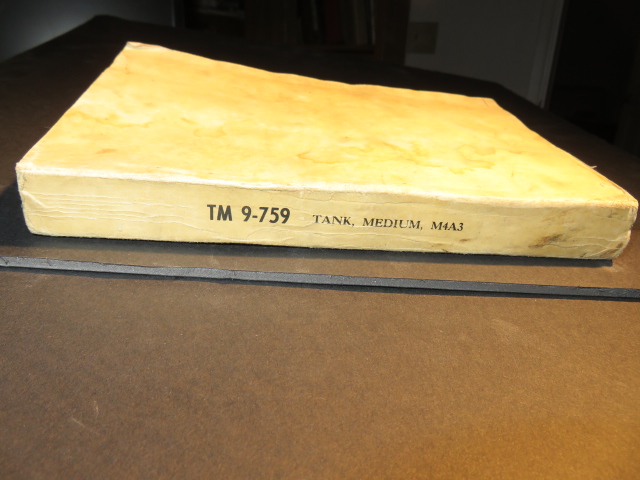 TM 9-759 TANK, MEDIUM, M4A3